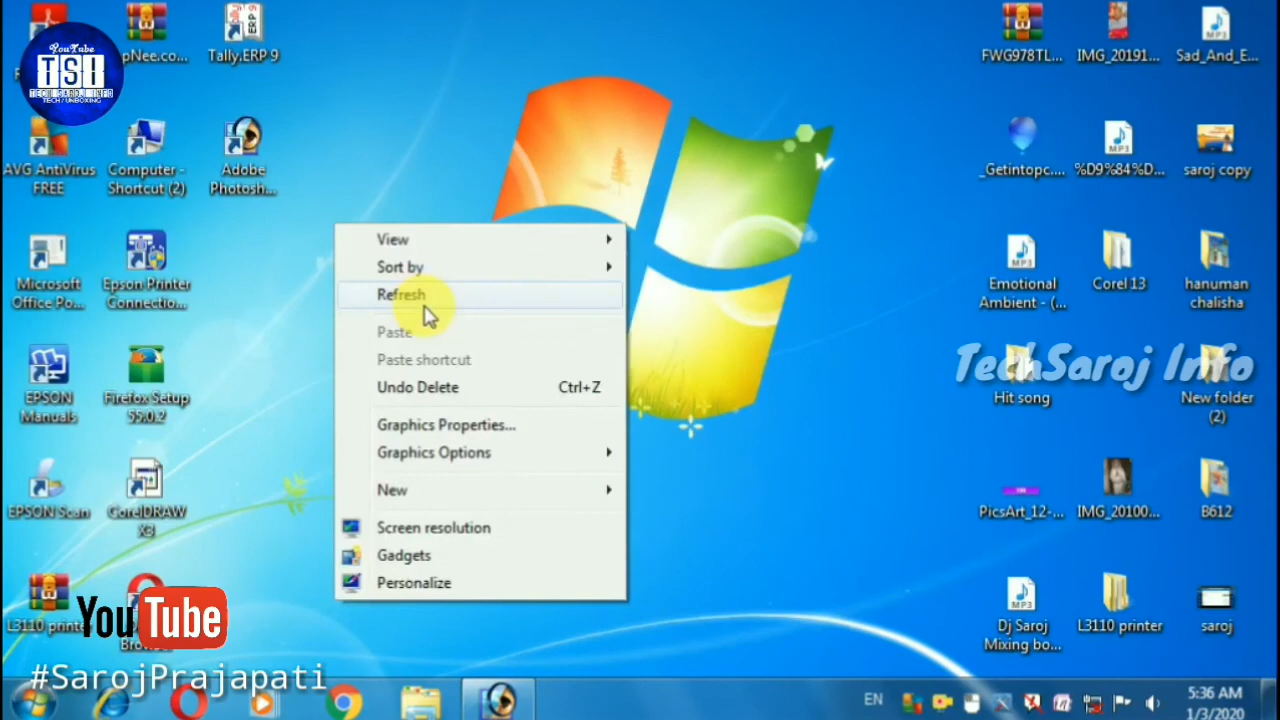 YouTube
TSI
TECH SAROJ INFO
TECH/UNBOXING
pNee.co...
Tally.ERP 9
AVG AntiVirus
FREE
Computer -
Shortcut (2)
Adobe
Photosh...
Microsoft
Office Po...
Epson Printer
Connectio...
EPSON
Manuals
Firefox Setup
55.0.2
EPSON Scan
CorelDRAW
X3
L3110 printe
YouTube
#SarojPrajapati
View
Sort by
Refresh
Paste
Paste shortcut
Undo Delete Ctrl+Z
Graphics Properties...
Graphics Options
New
Screen resolution
Gadgets
Personalize
FWG978TL...
IMG_20191...
Sad_And_E...
_Getintopc....
%D9%84%D...
saroj copy
Emotional
Ambient - (...
Corel 13
hanuman
chalisha
TechSaroj Info
Hit song
New folder
(2)
PicsArt_12-...
IMG_20100...
B612
Dj Saroj
Mixing bo...
L3110 printer
saroj
EN
5:36 AM
1/3/2020